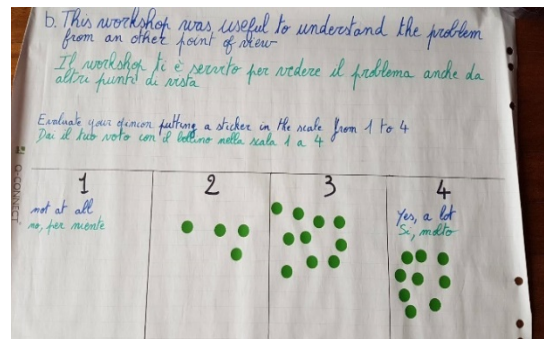 b. This workshop was useful to understand the problem
from an other point of view
Il workshop ti è servito per vedere il problema anche da
altri punti di vista
Evaluate your opinion putting a sticker in the scale from 1 to 4
Dai il tuo voto con il bollino nella scala 1 a 4
1 2 3 4
not at all
no, per niente
Yes, a lot
Si, molto
G-CONNECT